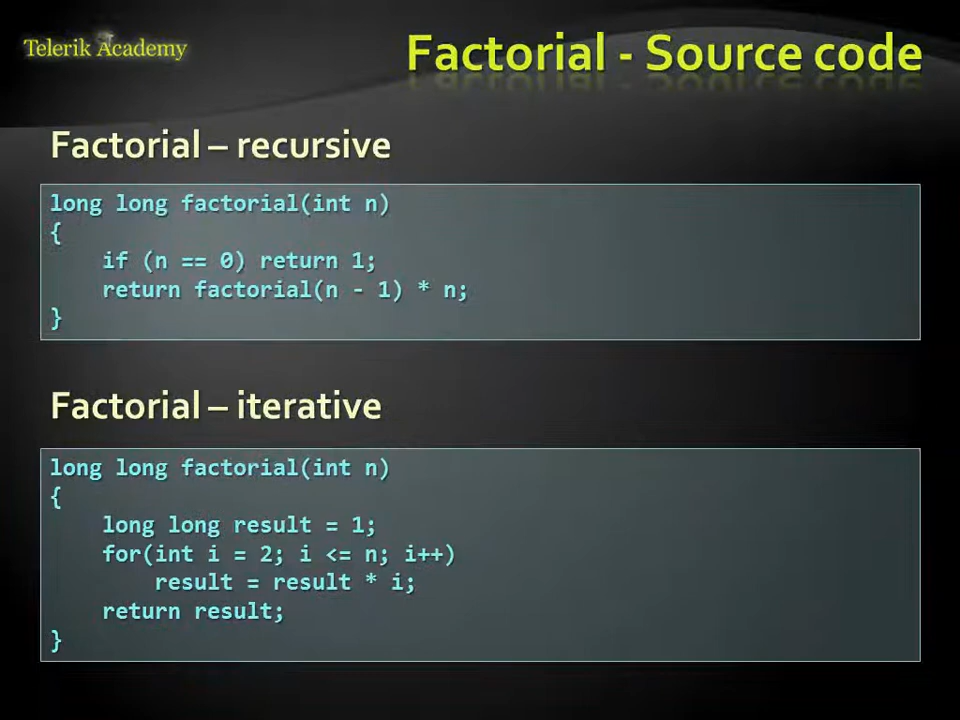 Telerik Academy
Factorial - Source code
Factorial – recursive
long long factorial(int n)
{
    if (n == 0) return 1;
    return factorial(n - 1) * n;
}
Factorial – iterative
long long factorial(int n)
{
    long long result = 1;
    for(int i = 2; i <= n; i++)
        result = result * i;
    return result;
}